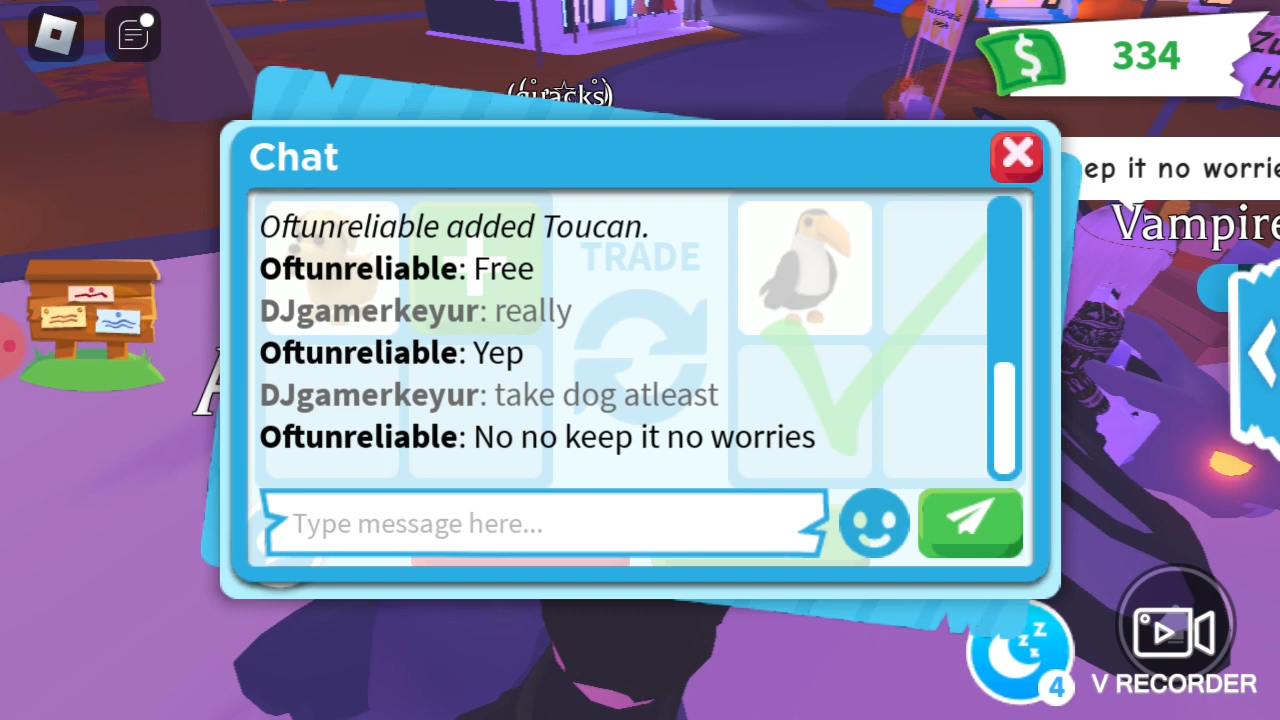 334
(quacks)
Chat
ep it no worrie
Oftunreliable added Toucan.
Vampire
Oftunreliable: Free
TRADE
DJgamerkeyur: really
Oftunreliable: Yep
DJgamerkeyur: take dog atleast
Oftunreliable: No no keep it no worries
Type message here...
z z z z
4
V RECORDER